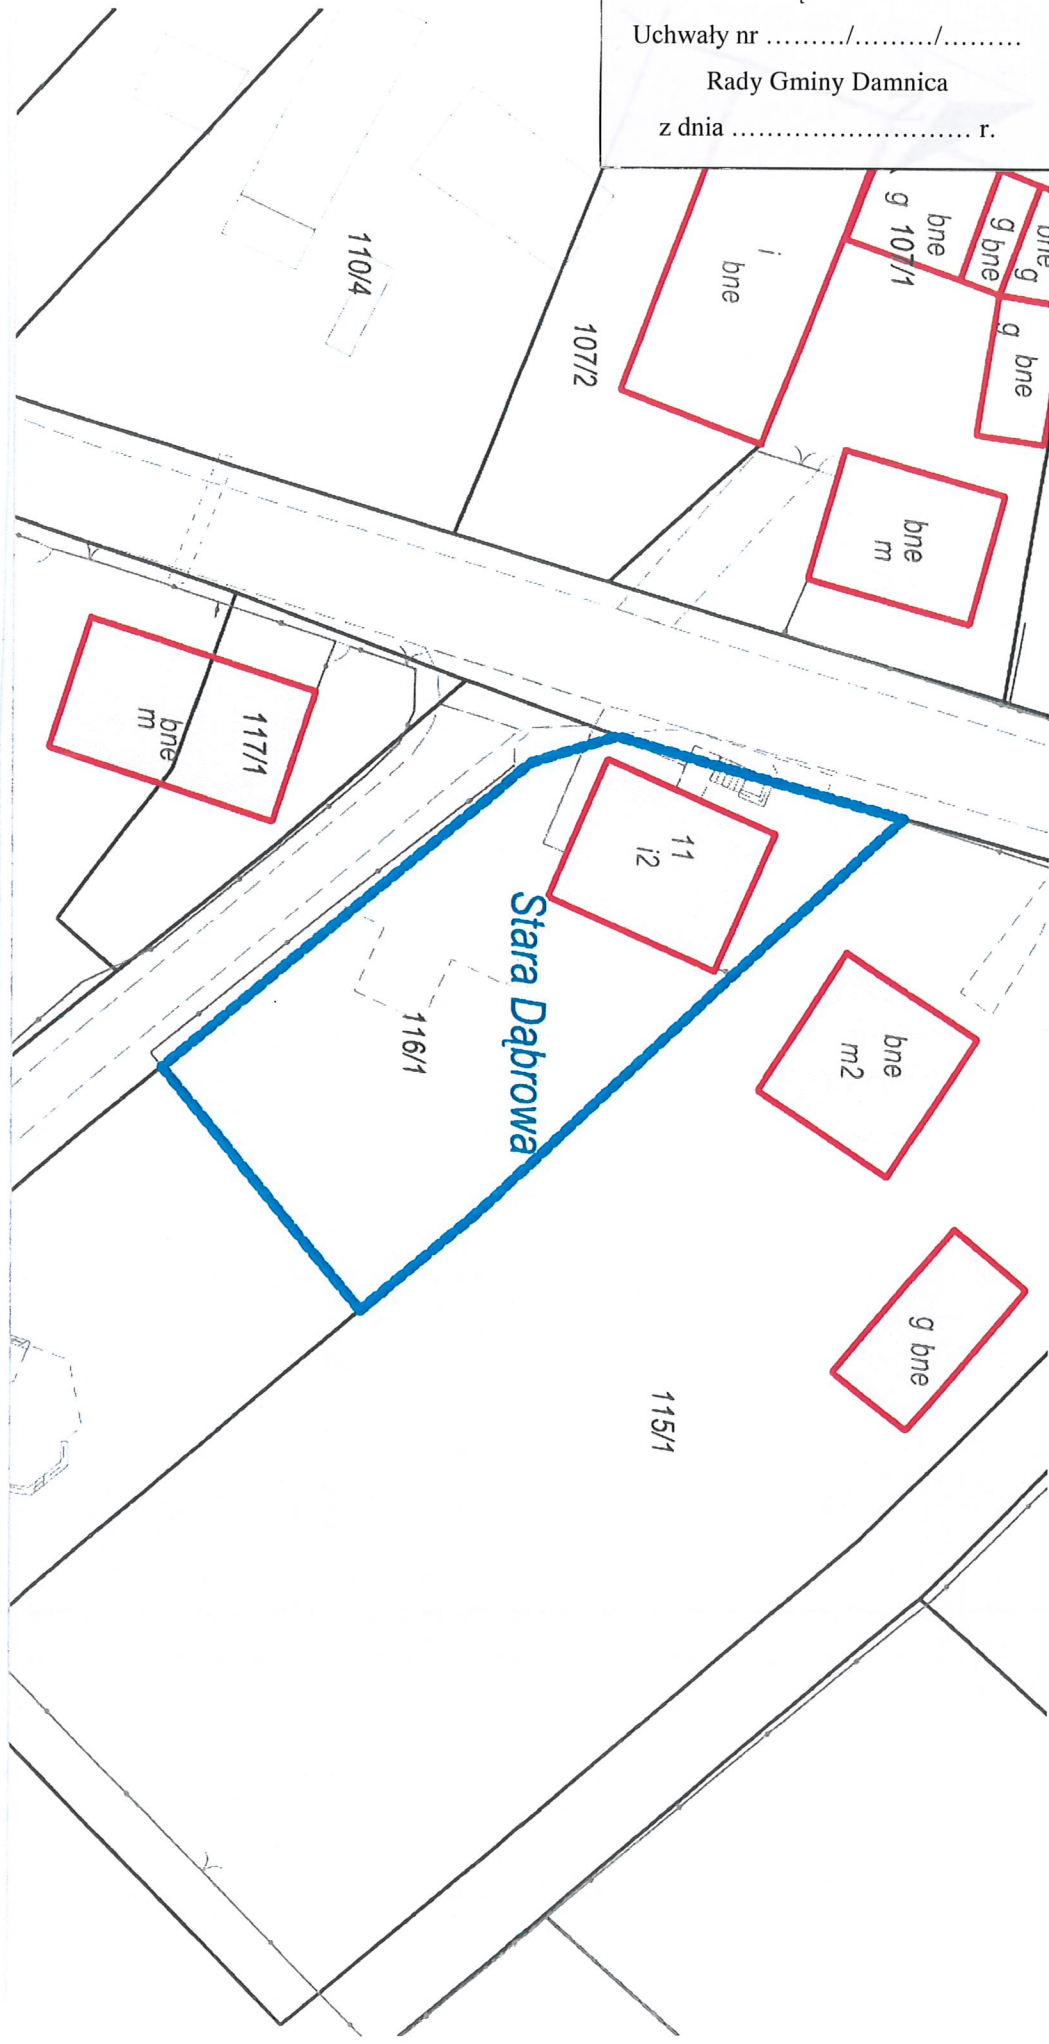 Uchwały nr ………/………/………
Rady Gminy Damnica
z dnia ……………………… r.
110/4
107/2
i
bne
bne
g 107/1
g bne
bne
g
g bne
bne
m
117/1
bne
m
11
i2
Stara Dąbrowa
116/1
bne
m2
g bne
115/1